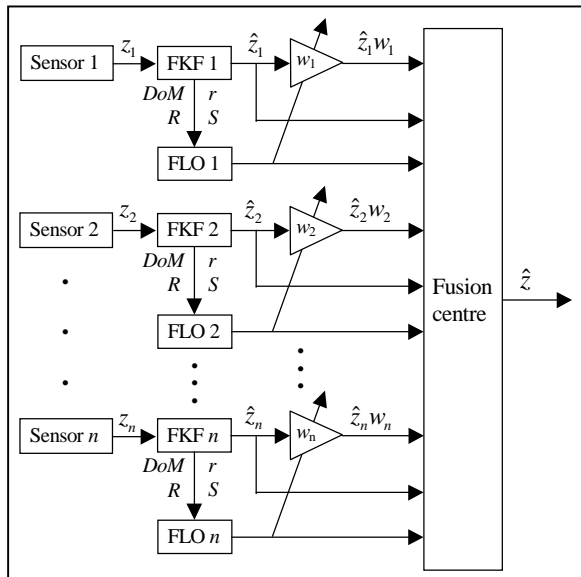 Sensor 1
z₁
FKF 1
ẑ₁
w₁
ẑ₁w₁
DoM r
R S
FLO 1
Sensor 2
z₂
FKF 2
ẑ₂
w₂
ẑ₂w₂
DoM r
R S
FLO 2
Fusion
centre
ẑ
Sensor n
zₙ
FKF n
ẑₙ
wₙ
ẑₙwₙ
DoM r
R S
FLO n